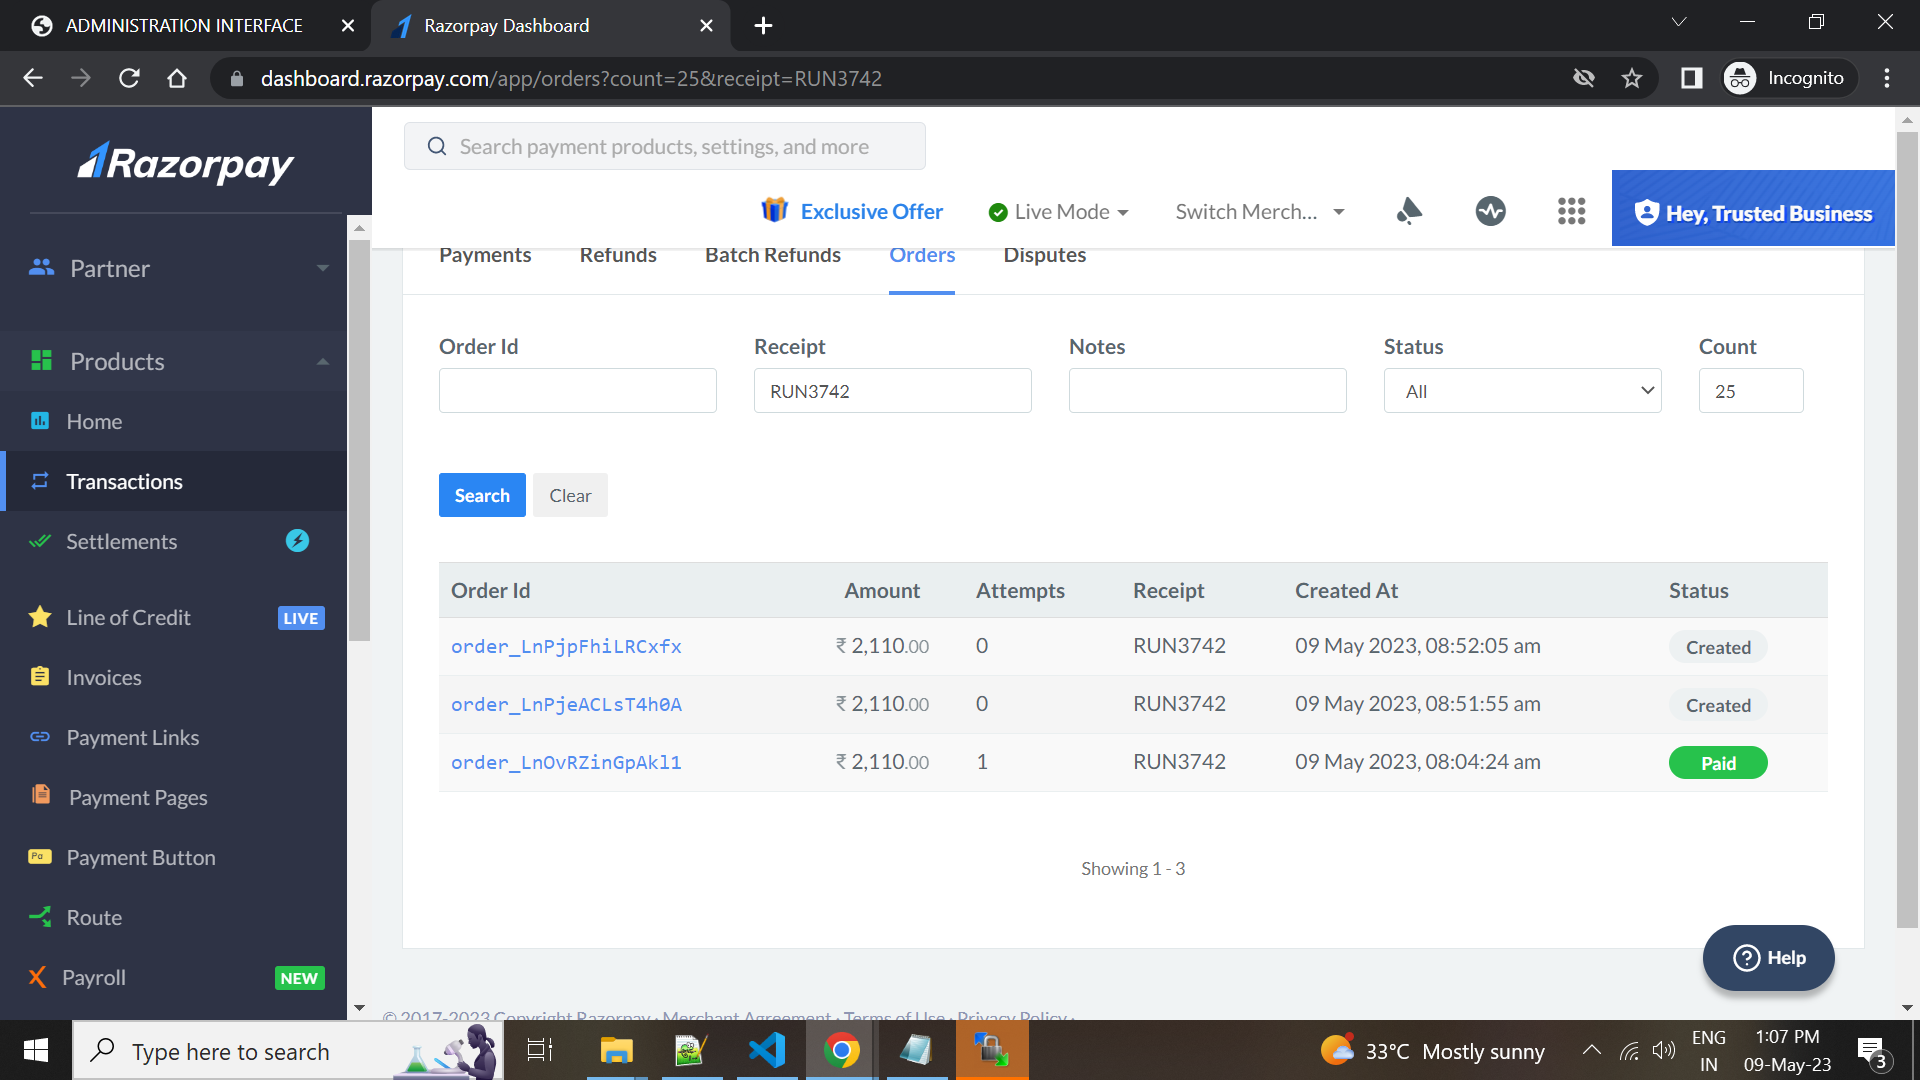 ADMINISTRATION INTERFACE
Razorpay Dashboard
dashboard.razorpay.com/app/orders?count=25&receipt=RUN3742
Incognito
Razorpay
Search payment products, settings, and more
Exclusive Offer
Live Mode
Switch Merch...
Hey, Trusted Business
Partner
Products
Home
Transactions
Settlements
Line of Credit LIVE
Invoices
Payment Links
Payment Pages
Pa Payment Button
Route
Payroll NEW
Payments Refunds Batch Refunds Orders Disputes
Order Id Receipt Notes Status Count
RUN3742 All 25
Search Clear
Order Id Amount Attempts Receipt Created At Status
order_LnPjpFhiLRCxfx ₹ 2,110.00 0 RUN3742 09 May 2023, 08:52:05 am Created
order_LnPjeACLsT4h0A ₹ 2,110.00 0 RUN3742 09 May 2023, 08:51:55 am Created
order_LnOvRZinGpAkl1 ₹ 2,110.00 1 RUN3742 09 May 2023, 08:04:24 am Paid
Showing 1 - 3
Help
© 2017-2023 Copyright Razorpay · Merchant Agreement · Terms of Use · Privacy Policy ·
Type here to search
33°C Mostly sunny
ENG
IN
1:07 PM
09-May-23
3